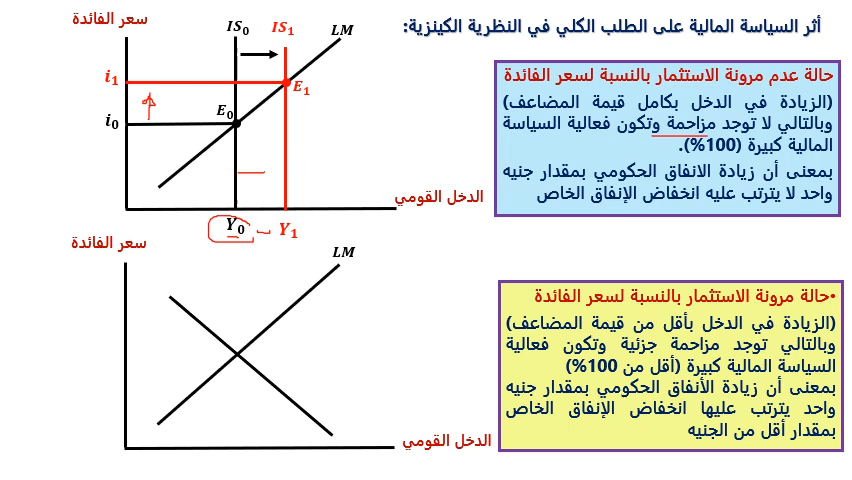 أثر السياسة المالية على الطلب الكلي في النظرية الكينزية:
سعر الفائدة
IS₀
IS₁
LM
i₁
E₁
E₀
i₀
الدخل القومي
Y₀
Y₁
حالة عدم مرونة الاستثمار بالنسبة لسعر الفائدة
(الزيادة في الدخل بكامل قيمة المضاعف)
وبالتالي لا توجد مزاحمة وتكون فعالية السياسة
المالية كبيرة (100%).
بمعنى أن زيادة الانفاق الحكومي بمقدار جنيه
واحد لا يترتب عليه انخفاض الإنفاق الخاص
سعر الفائدة
LM
الدخل القومي
•حالة مرونة الاستثمار بالنسبة لسعر الفائدة
(الزيادة في الدخل بأقل من قيمة المضاعف)
وبالتالي توجد مزاحمة جزئية وتكون فعالية
السياسة المالية كبيرة (أقل من 100%)
بمعنى أن زيادة الأنفاق الحكومي بمقدار جنيه
واحد يترتب عليها انخفاض الإنفاق الخاص
بمقدار أقل من الجنيه